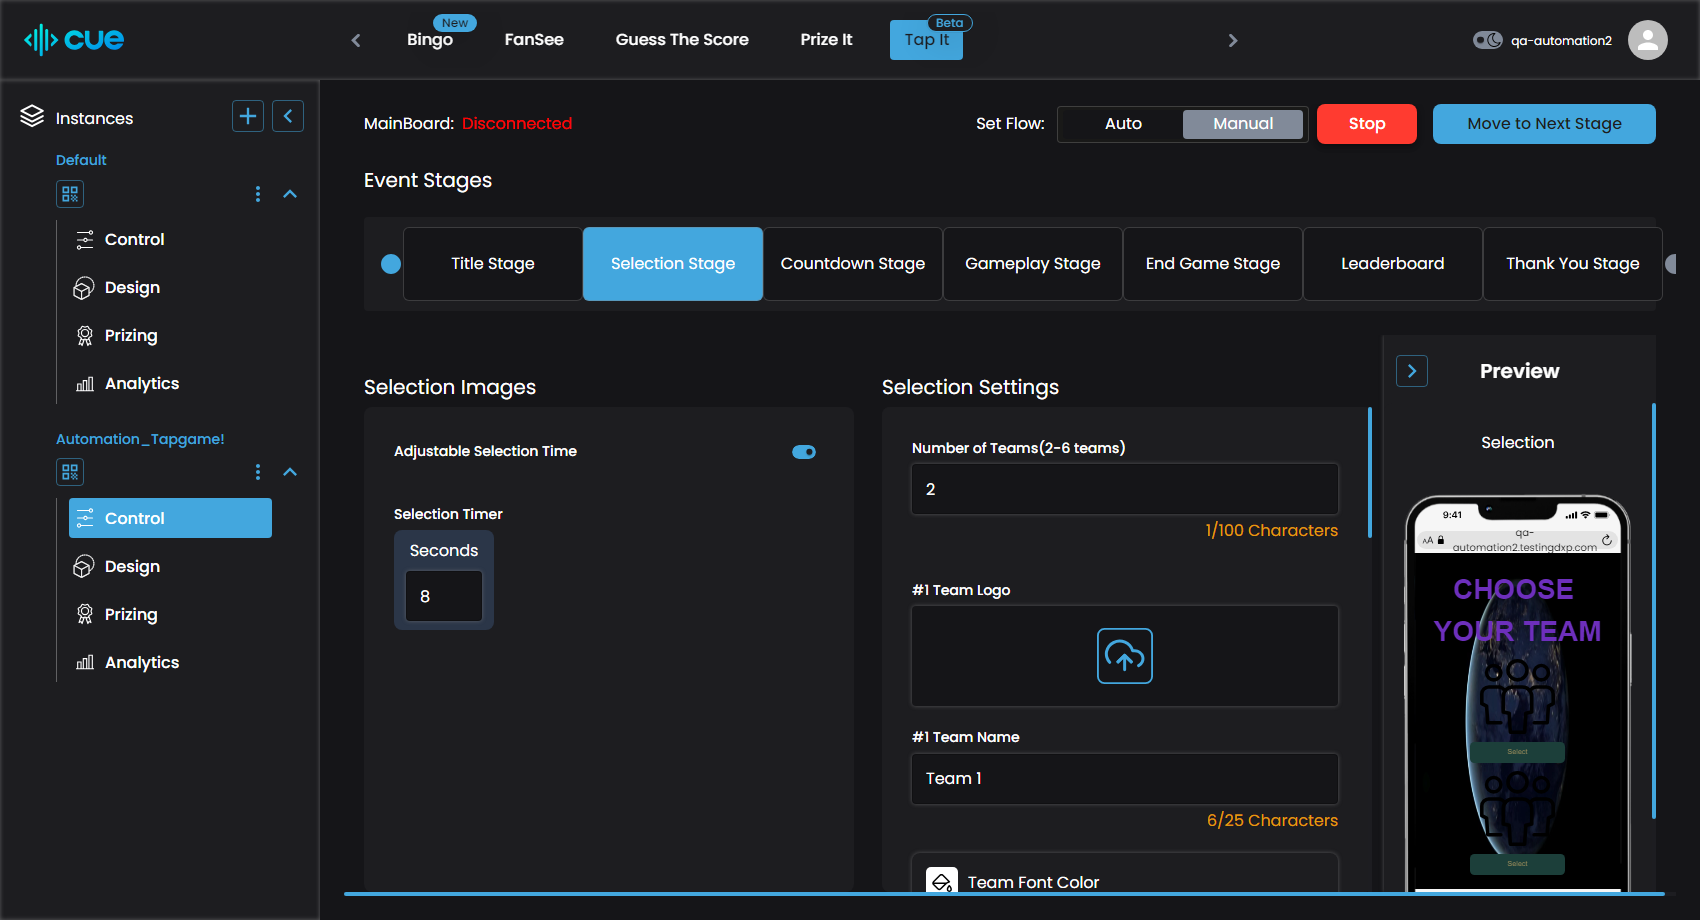 cue
Bingo
New
FanSee
Guess The Score
Prize It
Tap It
Beta
qa-automation2
Instances
Default
Control
Design
Prizing
Analytics
Automation_Tapgame!
Control
Design
Prizing
Analytics
MainBoard: Disconnected
Set Flow:
Auto
Manual
Stop
Move to Next Stage
Event Stages
Title Stage
Selection Stage
Countdown Stage
Gameplay Stage
End Game Stage
Leaderboard
Thank You Stage
Selection Images
Adjustable Selection Time
Selection Timer
Seconds
8
Selection Settings
Number of Teams(2-6 teams)
2
1/100 Characters
#1 Team Logo
#1 Team Name
Team 1
6/25 Characters
Team Font Color
Preview
Selection
9:41
AA
qa-
automation2.testingdxp.com
CHOOSE
YOUR TEAM
Select
Select